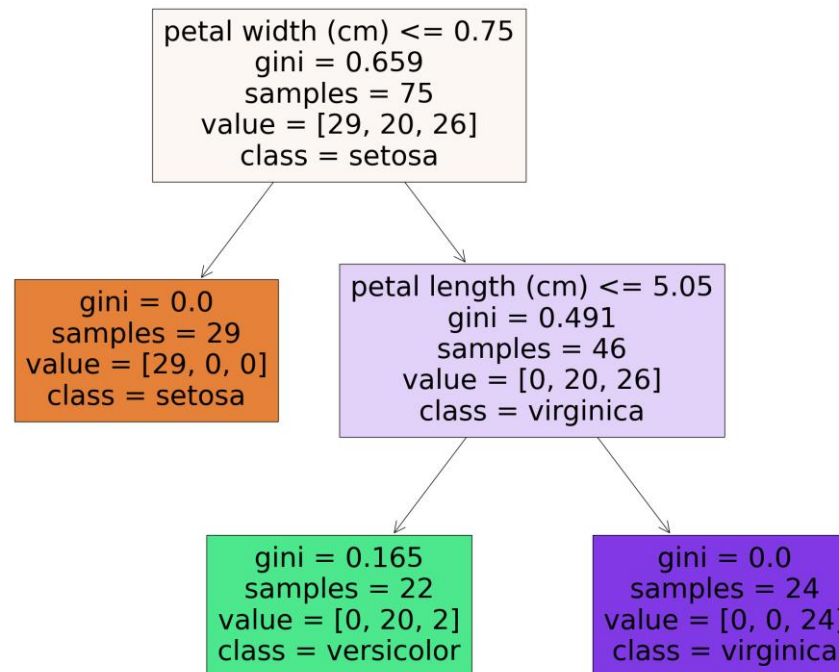 petal width (cm) <= 0.75
gini = 0.659
samples = 75
value = [29, 20, 26]
class = setosa
gini = 0.0
samples = 29
value = [29, 0, 0]
class = setosa
petal length (cm) <= 5.05
gini = 0.491
samples = 46
value = [0, 20, 26]
class = virginica
gini = 0.165
samples = 22
value = [0, 20, 2]
class = versicolor
gini = 0.0
samples = 24
value = [0, 0, 24]
class = virginica